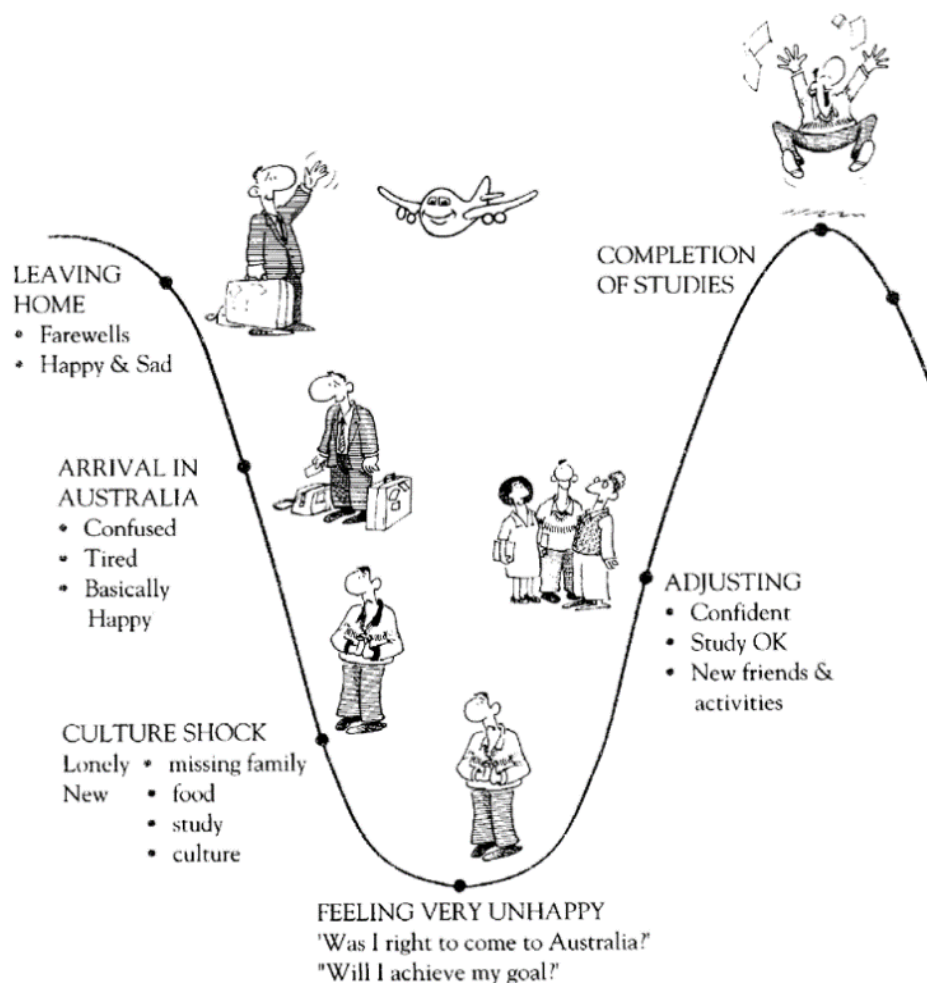 LEAVING
HOME
• Farewells
• Happy & Sad
COMPLETION
OF STUDIES
ARRIVAL IN
AUSTRALIA
• Confused
• Tired
• Basically
Happy
ADJUSTING
• Confident
• Study OK
• New friends &
activities
CULTURE SHOCK
Lonely • missing family
New • food
• study
• culture
FEELING VERY UNHAPPY
'Was I right to come to Australia?'
"Will I achieve my goal?'